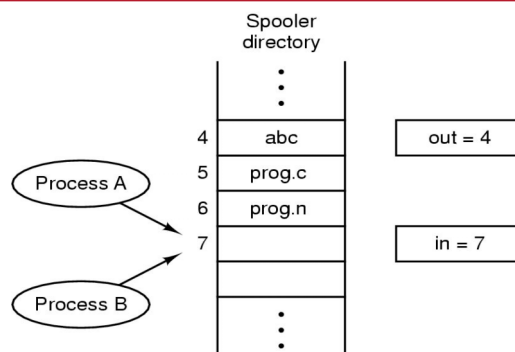 Spooler
directory
4 abc out = 4
5 prog.c
Process A
6 prog.n
7 in = 7
Process B